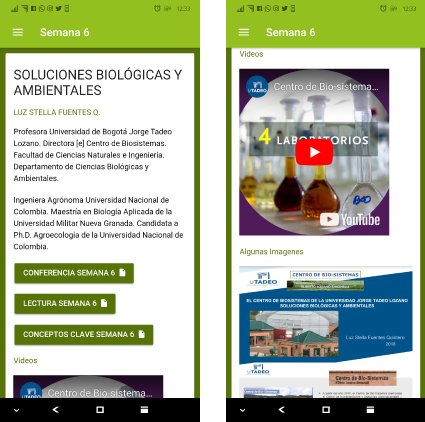 12:33
Semana 6
SOLUCIONES BIOLÓGICAS Y
AMBIENTALES
LUZ STELLA FUENTES Q.
Profesora Universidad de Bogotá Jorge Tadeo
Lozano. Directora [e] Centro de Biosistemas.
Facultad de Ciencias Naturales e Ingeniería.
Departamento de Ciencias Biológicas y
Ambientales.
Ingeniera Agrónoma Universidad Nacional de
Colombia. Maestría en Biología Aplicada de la
Universidad Militar Nueva Granada. Candidata a
Ph.D. Agroecología de la Universidad Nacional de
Colombia.
CONFERENCIA SEMANA 6
LECTURA SEMANA 6
CONCEPTOS CLAVE SEMANA 6
Videos
Centro de Bio-sistema...
12:33
Semana 6
Videos
Centro de Bio-sistema...
UTADEO
4 LABORATORIOS
YouTube
Algunas Imagenes
UTADEO
CENTRO DE BIO-SISTEMAS
EL CENTRO DE BIOSISTEMAS DE LA UNIVERSIDAD JORGE TADEO LOZANO
SOLUCIONES BIOLÓGICAS Y AMBIENTALES
Luz Stella Fuentes Quintero
2018
UTADEO
Centro de Bio-Sistemas